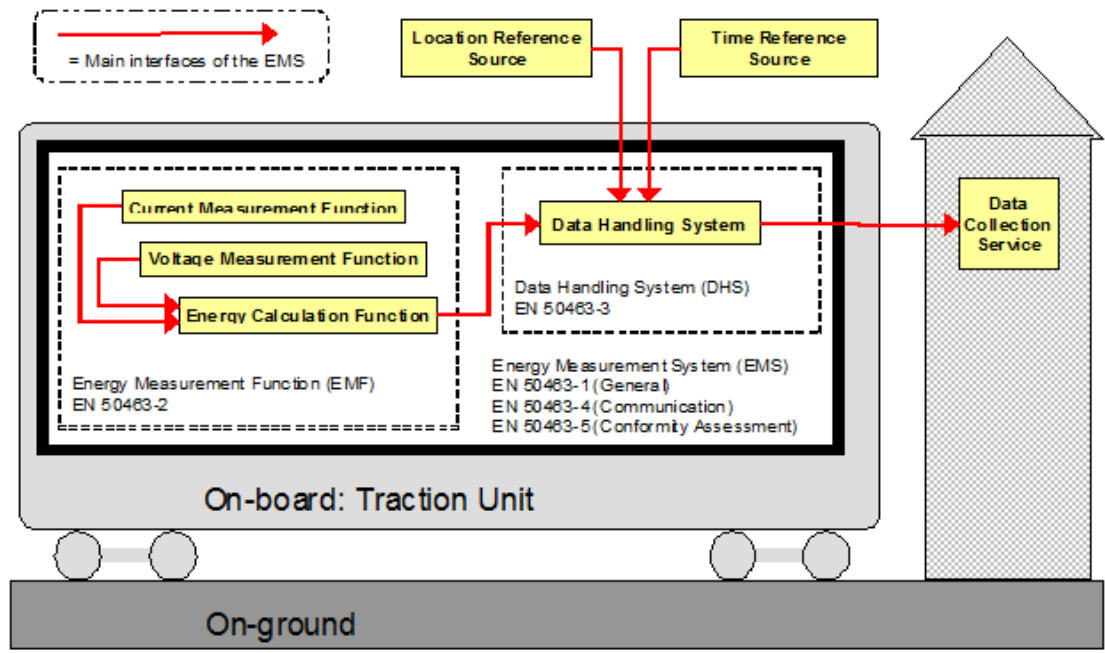 = Main interfaces of the EMS
Location Reference
Source
Time Reference
Source
Current Measurement Function
Voltage Measurement Function
Energy Calculation Function
Energy Measurement Function (EMF)
EN 50463-2
Data Handling System
Data Handling System (DHS)
EN 50463-3
Energy Measurement System (EMS)
EN 50463-1 (General)
EN 50463-4 (Communication)
EN 50463-5 (Conformity Assessment)
Data
Collection
Service
On-board: Traction Unit
On-ground